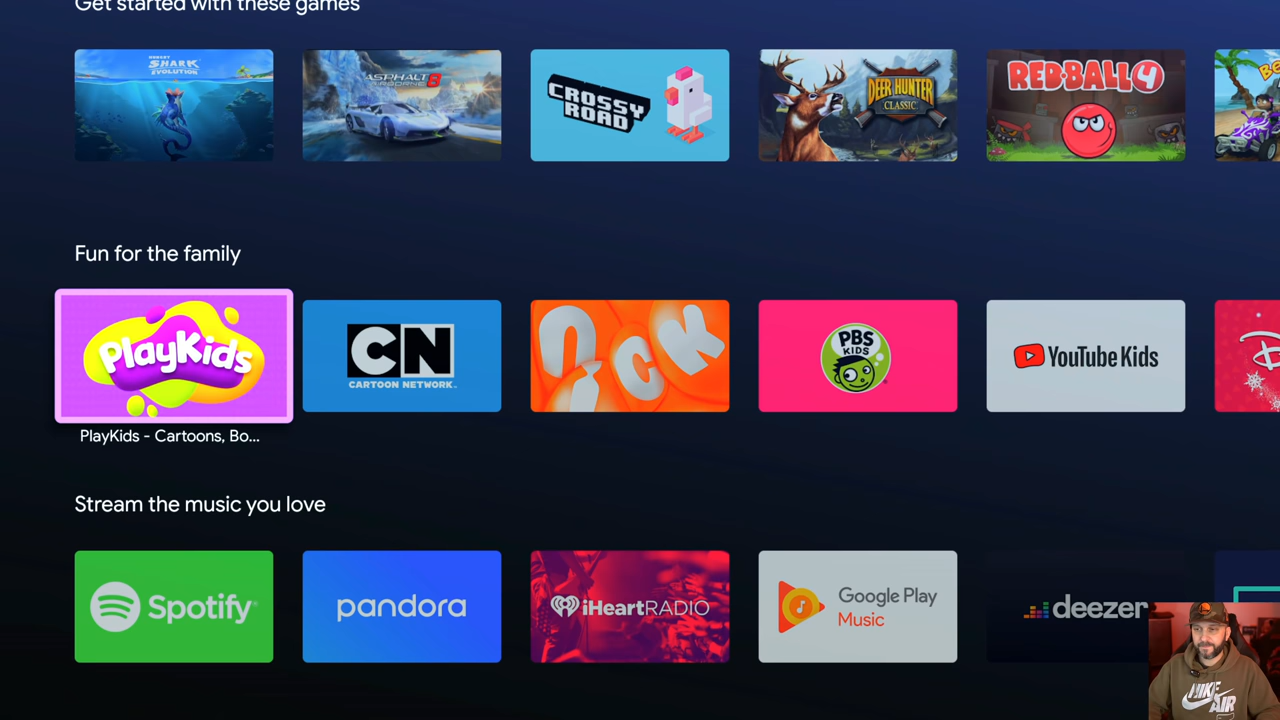 Get started with these games
HUNGRY
SHARK
EVOLUTION
ASPHALT 8
AIRBORNE
CROSSY
ROAD
DEER HUNTER
CLASSIC
RED BALL 4
Fun for the family
PlayKids
CN
CARTOON NETWORK
nick
PBS
KIDS
YouTube Kids
PlayKids - Cartoons, Bo...
Stream the music you love
Spotify
pandora
iHeartRADIO
Google Play
Music
deezer
NIKE
AIR